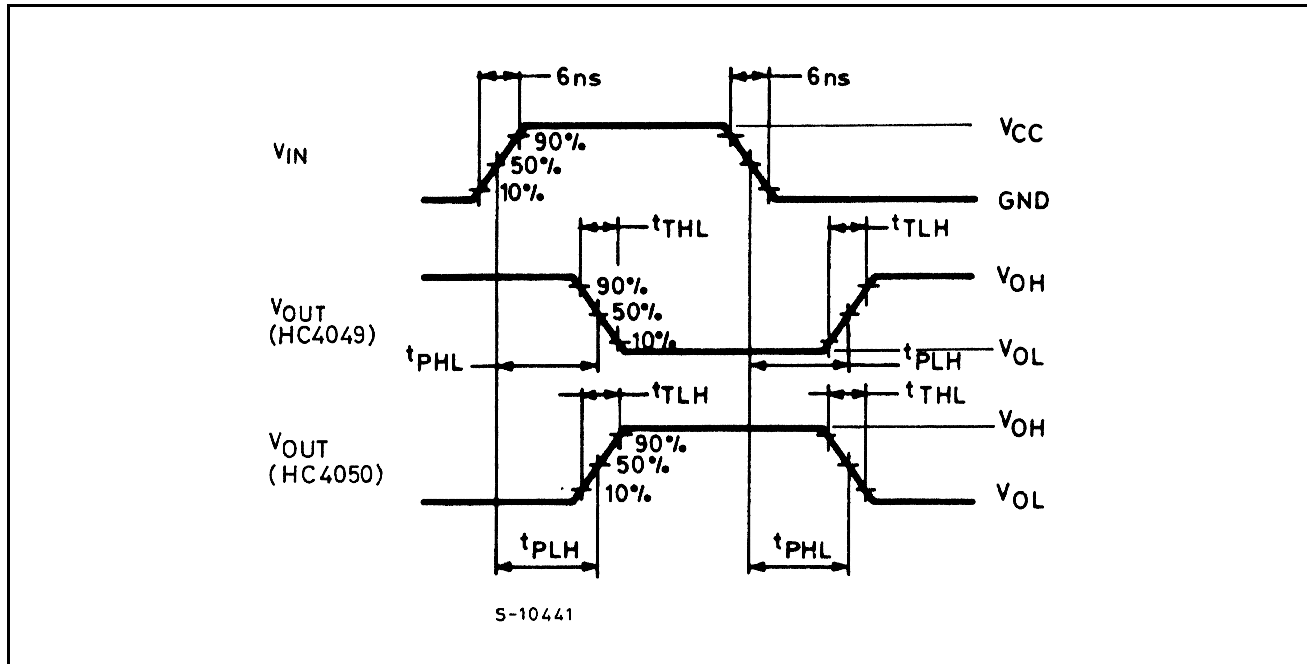 6ns 6ns
VIN 90% 50% 10% VCC
GND
tTHL tTLH
VOUT (HC4049) 90% 50% 10% VOH
tPHL tPLH VOL
tTLH tTHL
VOUT (HC4050) 90% 50% 10% VOH
VOL
tPLH tPHL
S-10441